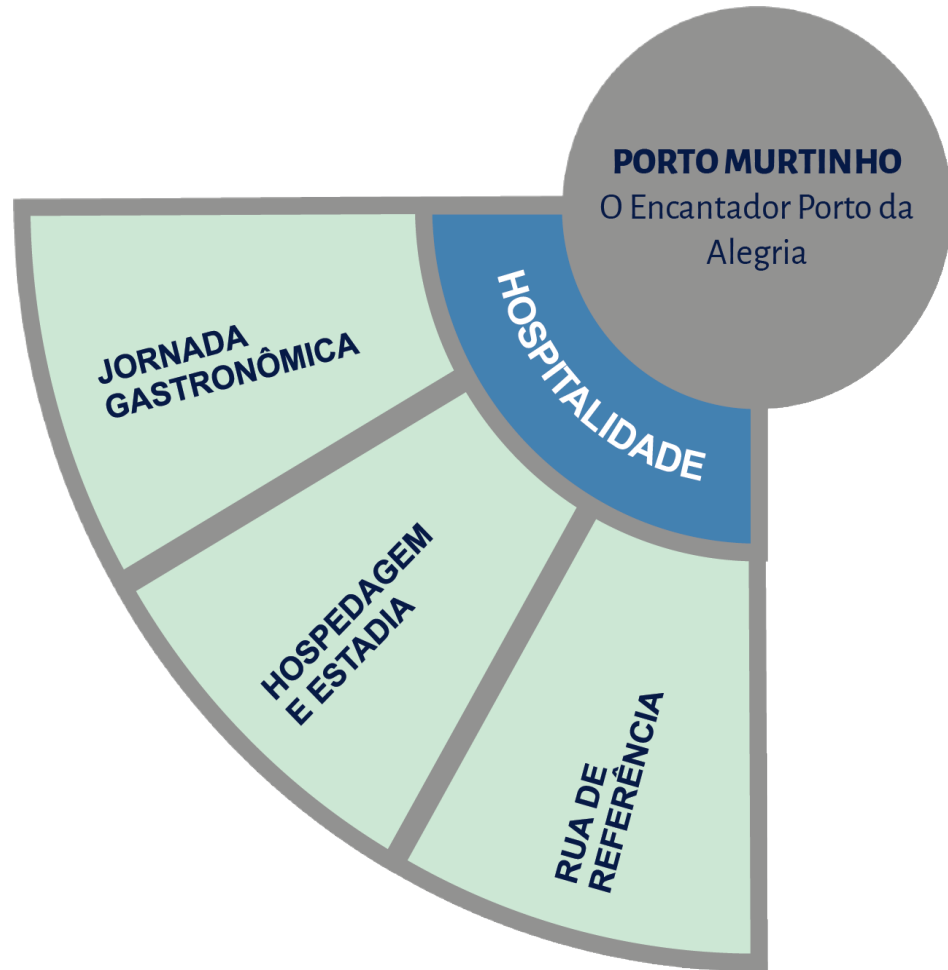 PORTO MURTINHO
O Encantador Porto da
Alegria
HOSPITALIDADE
JORNADA
GASTRONÔMICA
HOSPEDAGEM
E ESTADIA
RUA DE
REFERÊNCIA